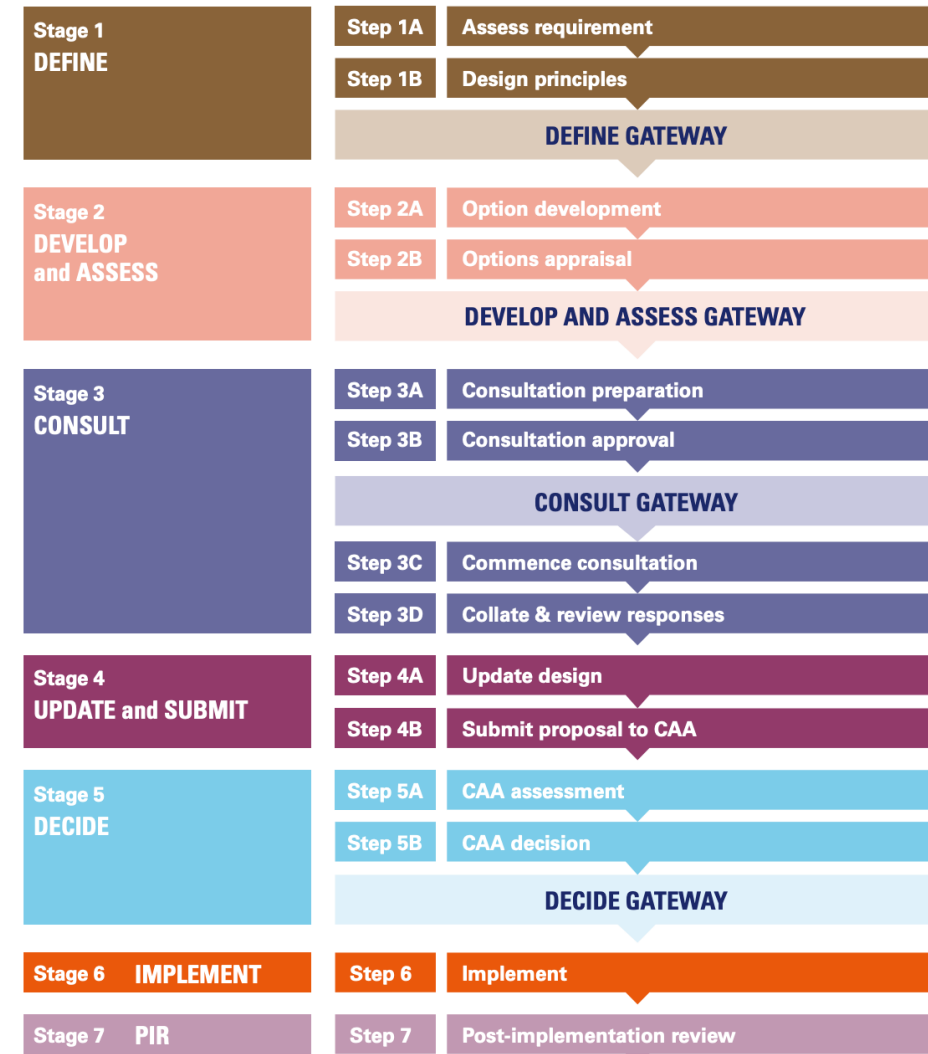 Stage 1
DEFINE
Step 1A Assess requirement
Step 1B Design principles
DEFINE GATEWAY
Stage 2
DEVELOP
and ASSESS
Step 2A Option development
Step 2B Options appraisal
DEVELOP AND ASSESS GATEWAY
Stage 3
CONSULT
Step 3A Consultation preparation
Step 3B Consultation approval
CONSULT GATEWAY
Step 3C Commence consultation
Step 3D Collate & review responses
Stage 4
UPDATE and SUBMIT
Step 4A Update design
Step 4B Submit proposal to CAA
Stage 5
DECIDE
Step 5A CAA assessment
Step 5B CAA decision
DECIDE GATEWAY
Stage 6 IMPLEMENT
Step 6 Implement
Stage 7 PIR
Step 7 Post-implementation review